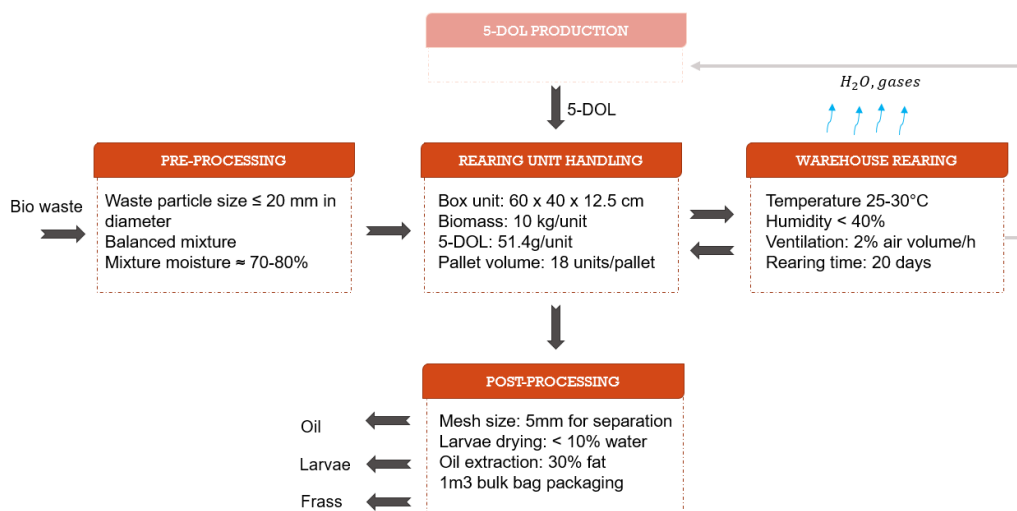 5-DOL PRODUCTION
H₂O, gases
5-DOL
PRE-PROCESSING
REARING UNIT HANDLING
WAREHOUSE REARING
Bio waste
Waste particle size ≤ 20 mm in
diameter
Balanced mixture
Mixture moisture ≈ 70-80%
Box unit: 60 x 40 x 12.5 cm
Biomass: 10 kg/unit
5-DOL: 51.4g/unit
Pallet volume: 18 units/pallet
Temperature 25-30°C
Humidity < 40%
Ventilation: 2% air volume/h
Rearing time: 20 days
POST-PROCESSING
Mesh size: 5mm for separation
Larvae drying: < 10% water
Oil extraction: 30% fat
1m3 bulk bag packaging
Oil
Larvae
Frass